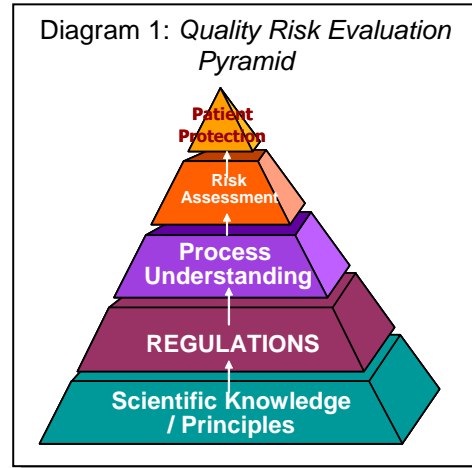 Diagram 1: Quality Risk Evaluation
Pyramid
Patient
Protection
Risk
Assessment
Process
Understanding
REGULATIONS
Scientific Knowledge
/ Principles